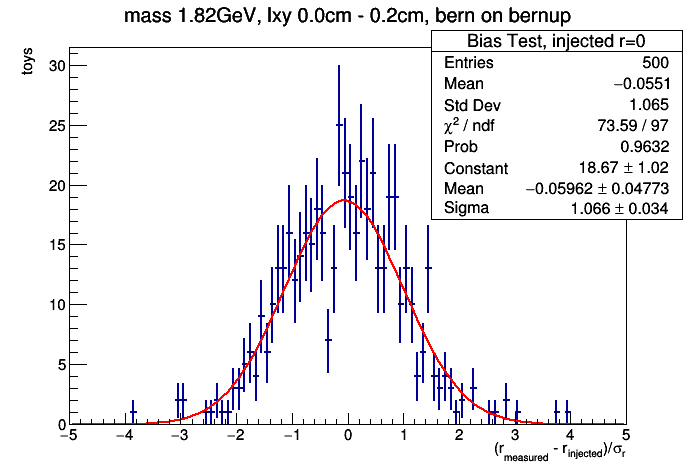 mass 1.82GeV, lxy 0.0cm - 0.2cm, bern on bernup
Bias Test, injected r=0
Entries 500
Mean −0.0551
Std Dev 1.065
χ² / ndf 73.59 / 97
Prob 0.9632
Constant 18.67 ± 1.02
Mean −0.05962 ± 0.04773
Sigma 1.066 ± 0.034
toys
30
25
20
15
10
5
0
−5 −4 −3 −2 −1 0 1 2 3 4 5
(r_measured - r_injected)/σ_r